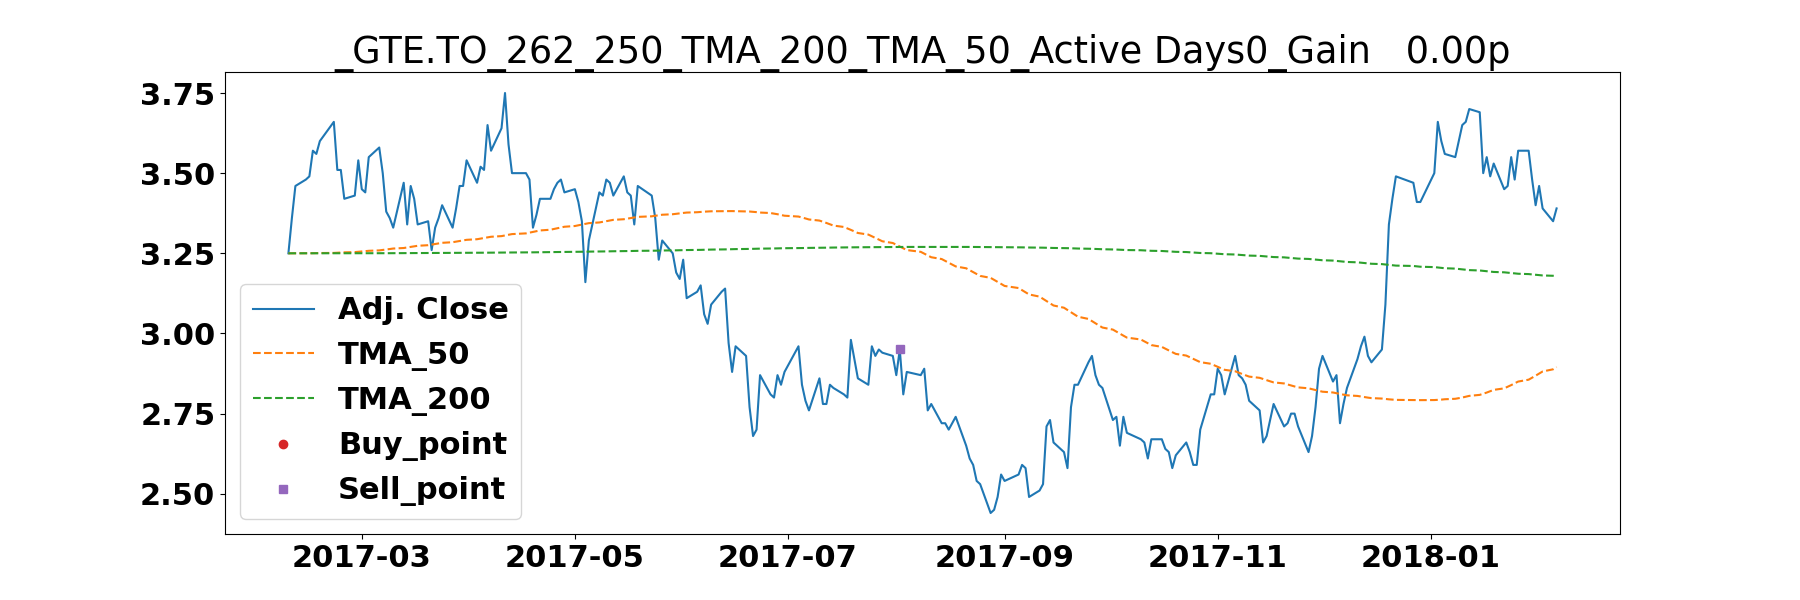 _GTE.TO_262_250_TMA_200_TMA_50_Active Days0_Gain   0.00p
3.75
3.50
3.25
3.00
2.75
2.50
Adj. Close
TMA_50
TMA_200
Buy_point
Sell_point
2017-03 2017-05 2017-07 2017-09 2017-11 2018-01